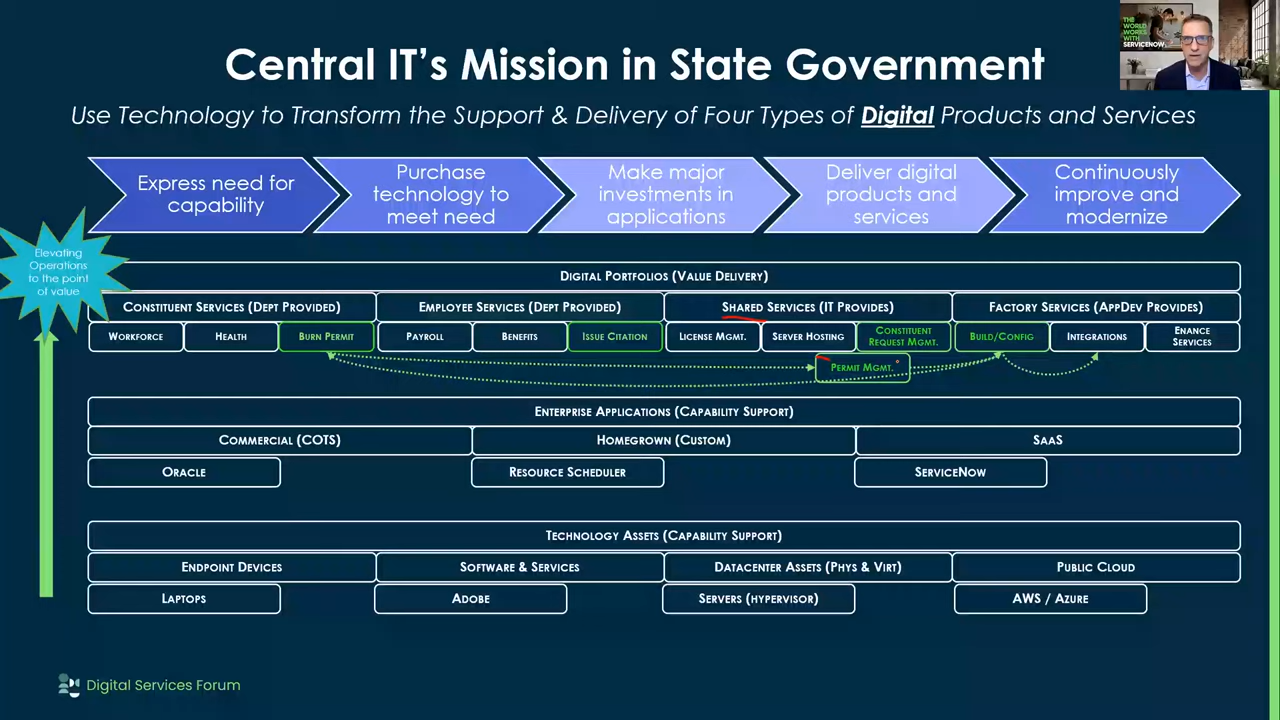 THE
WORLD
WORKS
WITH
SERVICENOW
Central IT's Mission in State Government
Use Technology to Transform the Support & Delivery of Four Types of Digital Products and Services
Express need for
capability
Purchase
technology to
meet need
Make major
investments in
applications
Deliver digital
products and
services
Continuously
improve and
modernize
Elevating
Operations
to the point
of value
DIGITAL PORTFOLIOS (VALUE DELIVERY)
CONSTITUENT SERVICES (DEPT PROVIDED)
EMPLOYEE SERVICES (DEPT PROVIDED)
SHARED SERVICES (IT PROVIDES)
FACTORY SERVICES (APPDEV PROVIDES)
WORKFORCE
HEALTH
BURN PERMIT
PAYROLL
BENEFITS
ISSUE CITATION
LICENSE MGMT.
SERVER HOSTING
CONSTITUENT
REQUEST MGMT.
BUILD/CONFIG
INTEGRATIONS
ENANCE
SERVICES
PERMIT MGMT.
ENTERPRISE APPLICATIONS (CAPABILITY SUPPORT)
COMMERCIAL (COTS)
HOMEGROWN (CUSTOM)
SAAS
ORACLE
RESOURCE SCHEDULER
SERVICENOW
TECHNOLOGY ASSETS (CAPABILITY SUPPORT)
ENDPOINT DEVICES
SOFTWARE & SERVICES
DATACENTER ASSETS (PHYS & VIRT)
PUBLIC CLOUD
LAPTOPS
ADOBE
SERVERS (HYPERVISOR)
AWS / AZURE
Digital Services Forum